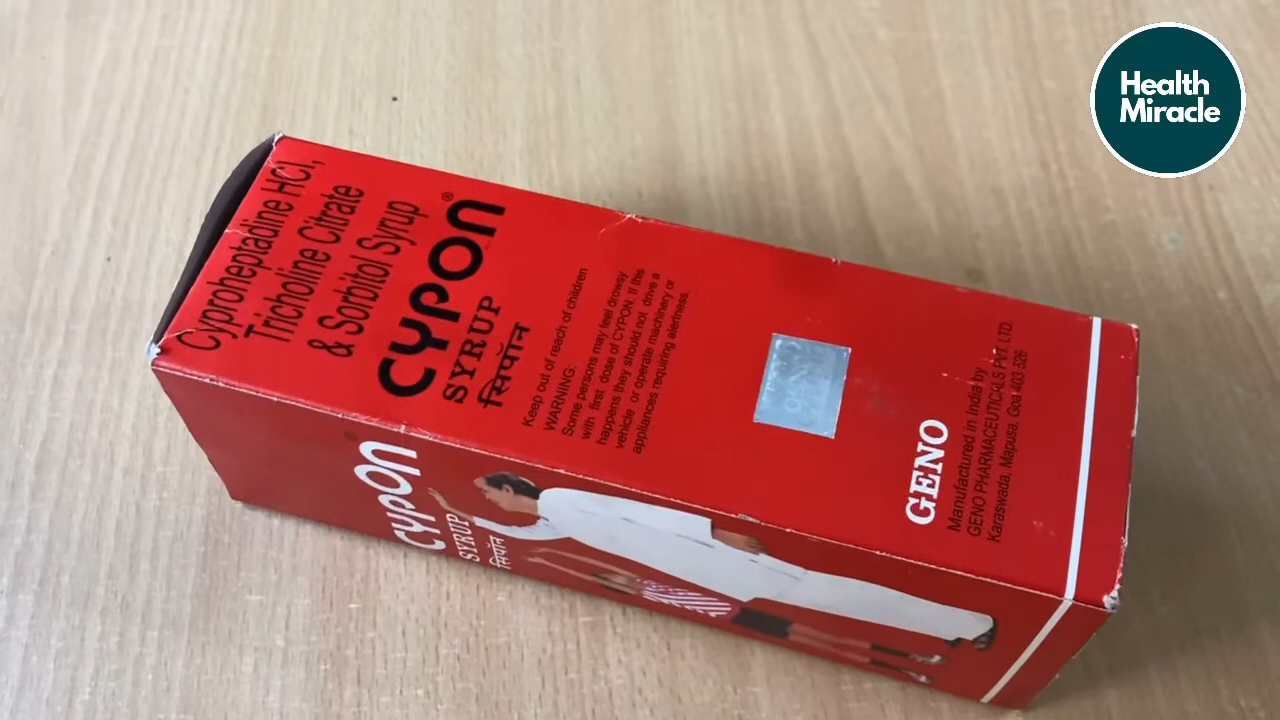 Health
Miracle
Cyproheptadine HCl,
Tricholine Citrate
& Sorbitol Syrup
CYPON®
SYRUP
सिपॉन
Keep out of reach of children
WARNING:
Some persons may feel drowsy
with first dose of CYPON. If this
happens they should not drive a
vehicle or operate machinery or
appliances requiring alertness.
GENO
Manufactured in India by
GENO PHARMACEUTICALS PVT. LTD.
Karaswada, Mapusa, Goa 403 526
CYPON
SYRUP
सिपॉन